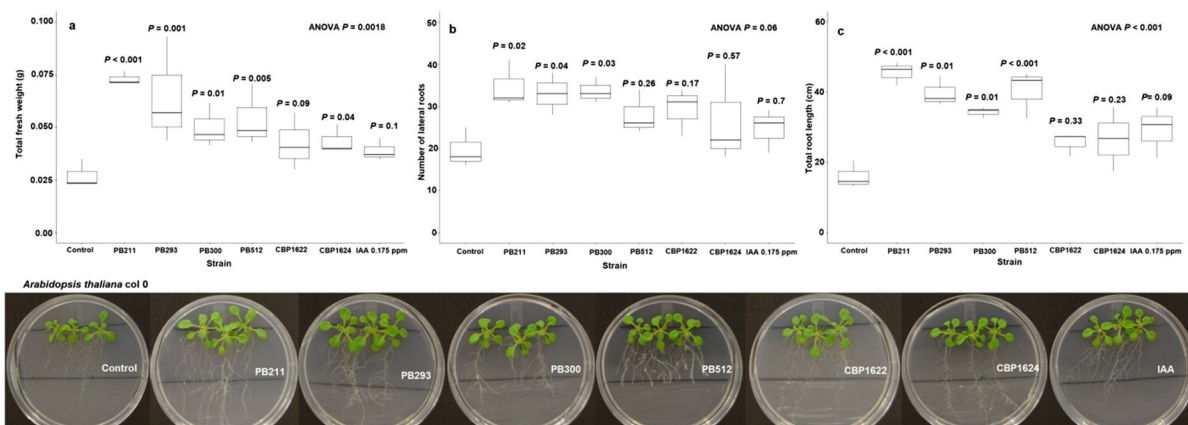 a
ANOVA P = 0.0018
Total fresh weight (g)
0.100
0.075
0.050
0.025
0.00
P < 0.001
P = 0.001
P = 0.01
P = 0.005
P = 0.09
P = 0.04
P = 0.1
Control PB211 PB293 PB300 PB512 CBP1622 CBP1624 IAA 0.175 ppm
Strain
b
ANOVA P = 0.06
Number of lateral roots
50
40
30
20
10
0
P = 0.02
P = 0.04
P = 0.03
P = 0.26
P = 0.17
P = 0.57
P = 0.7
Control PB211 PB293 PB300 PB512 CBP1622 CBP1624 IAA 0.175 ppm
Strain
c
ANOVA P < 0.001
Total root length (cm)
60
40
20
0
P < 0.001
P = 0.01
P = 0.01
P < 0.001
P = 0.33
P = 0.23
P = 0.09
Control PB211 PB293 PB300 PB512 CBP1622 CBP1624 IAA 0.175 ppm
Strain
Arabidopsis thaliana col 0
Control PB211 PB293 PB300 PB512 CBP1622 CBP1624 IAA